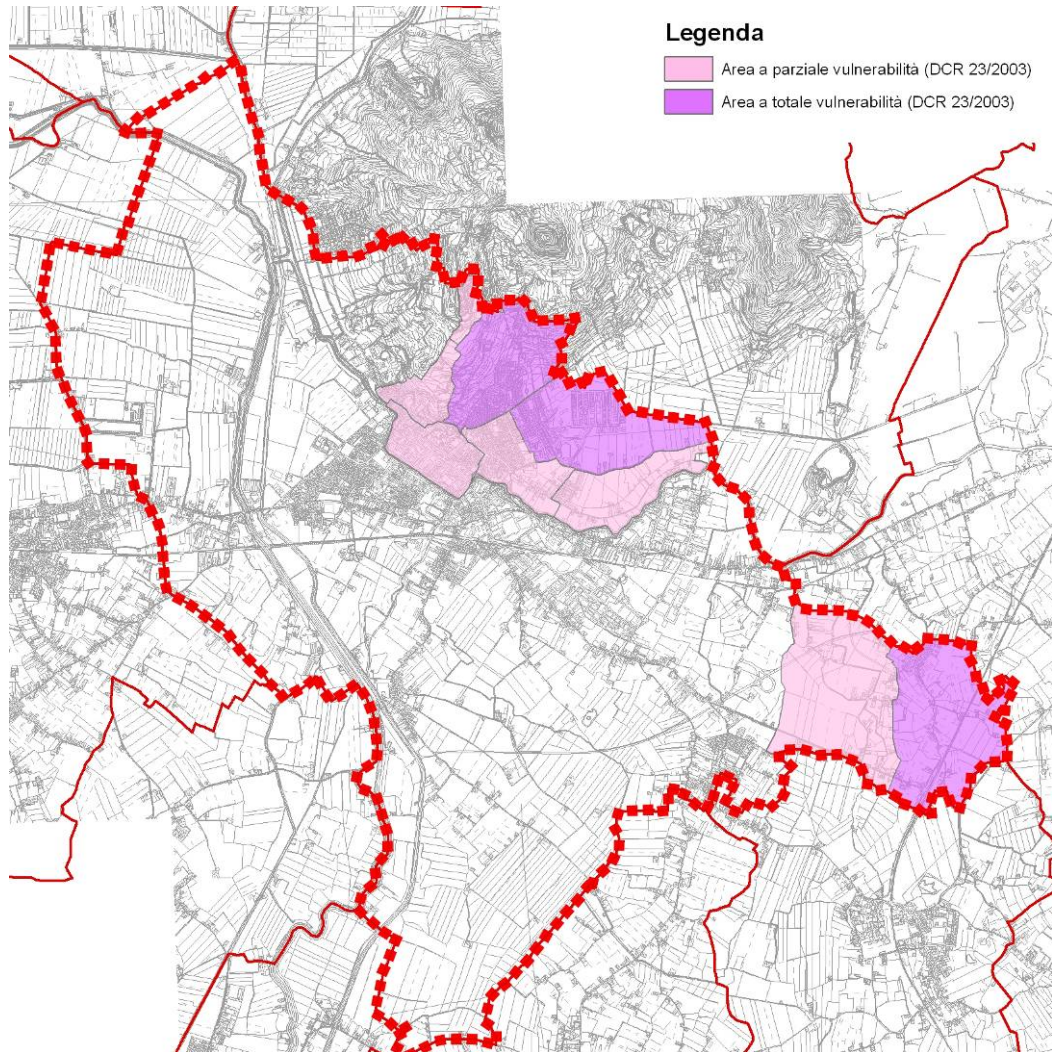 Legenda
Area a parziale vulnerabilità (DCR 23/2003)
Area a totale vulnerabilità (DCR 23/2003)